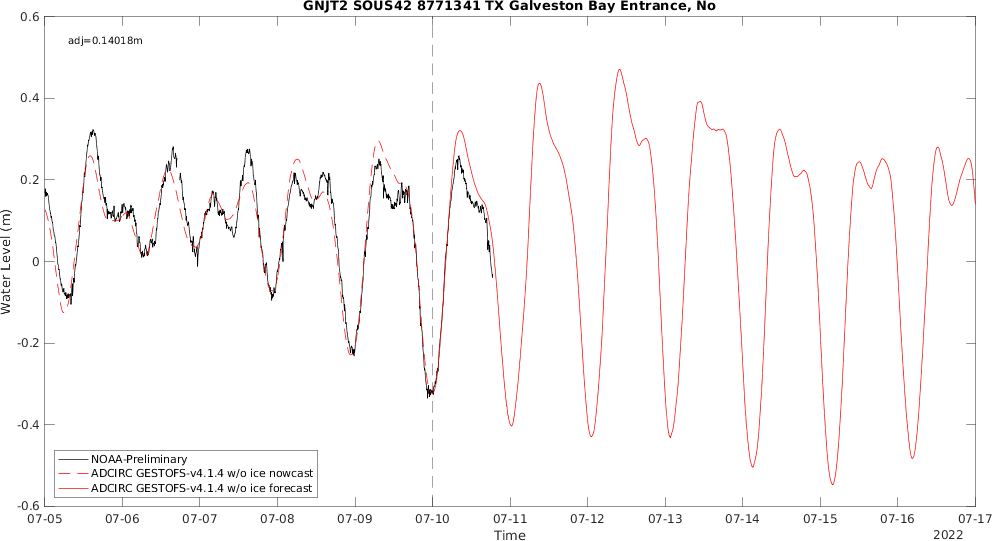 GNJT2 SOUS42 8771341 TX Galveston Bay Entrance, No
adj=0.14018m
0.6
0.4
0.2
0
-0.2
-0.4
-0.6
Water Level (m)
NOAA-Preliminary
ADCIRC GESTOFS-v4.1.4 w/o ice nowcast
ADCIRC GESTOFS-v4.1.4 w/o ice forecast
07-05 07-06 07-07 07-08 07-09 07-10 07-11 07-12 07-13 07-14 07-15 07-16 07-17
Time
2022